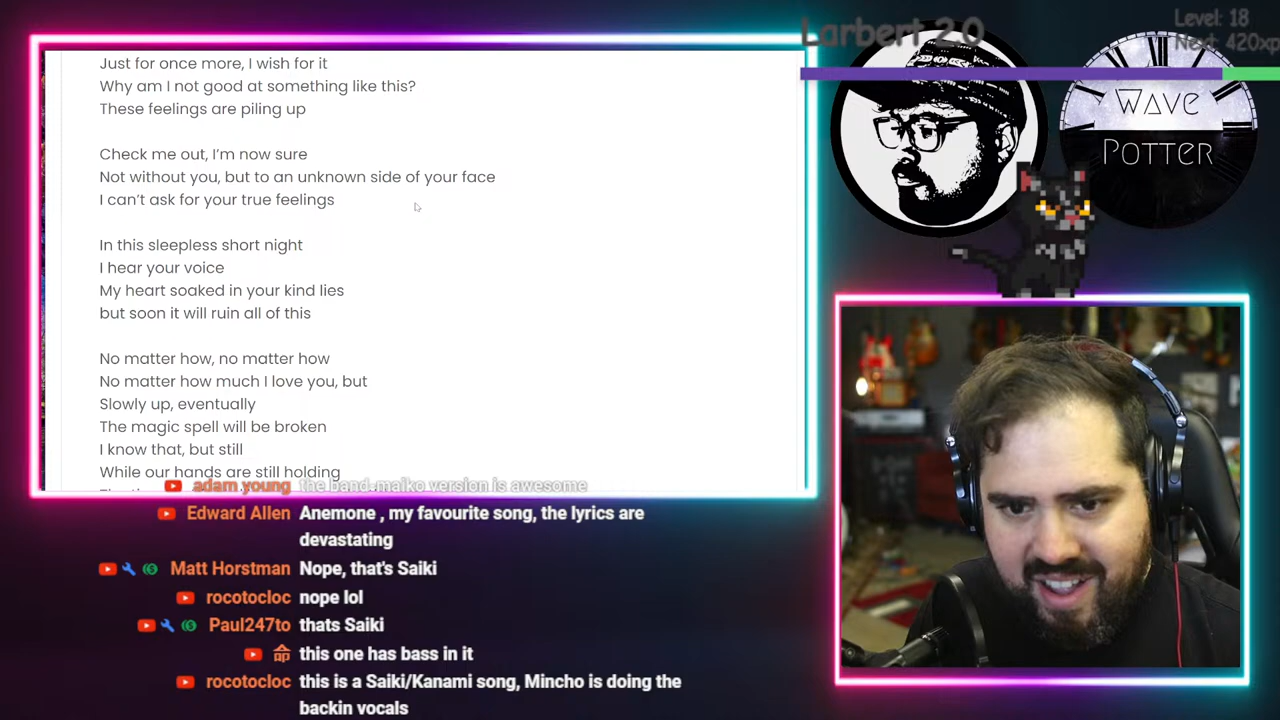 Larbert 2.0
Level: 18
Next: 420xp
WAVE
POTTER
Just for once more, I wish for it
Why am I not good at something like this?
These feelings are piling up
Check me out, I'm now sure
Not without you, but to an unknown side of your face
I can't ask for your true feelings
In this sleepless short night
I hear your voice
My heart soaked in your kind lies
but soon it will ruin all of this
No matter how, no matter how
No matter how much I love you, but
Slowly up, eventually
The magic spell will be broken
I know that, but still
While our hands are still holding
adam young the band-maiko version is awesome
Edward Allen Anemone , my favourite song, the lyrics are
devastating
Matt Horstman Nope, that's Saiki
rocotocloc nope lol
Paul247to thats Saiki
命 this one has bass in it
rocotocloc this is a Saiki/Kanami song, Mincho is doing the
backin vocals